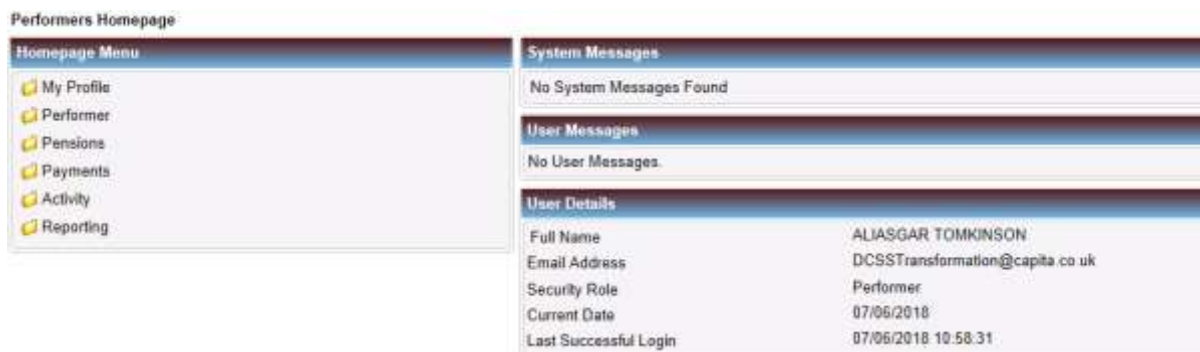 Performers Homepage
Homepage Menu
My Profile
Performer
Pensions
Payments
Activity
Reporting
System Messages
No System Messages Found
User Messages
No User Messages.
User Details
Full Name ALIASGAR TOMKINSON
Email Address DCSSTransformation@capita.co.uk
Security Role Performer
Current Date 07/06/2018
Last Successful Login 07/06/2018 10:58:31